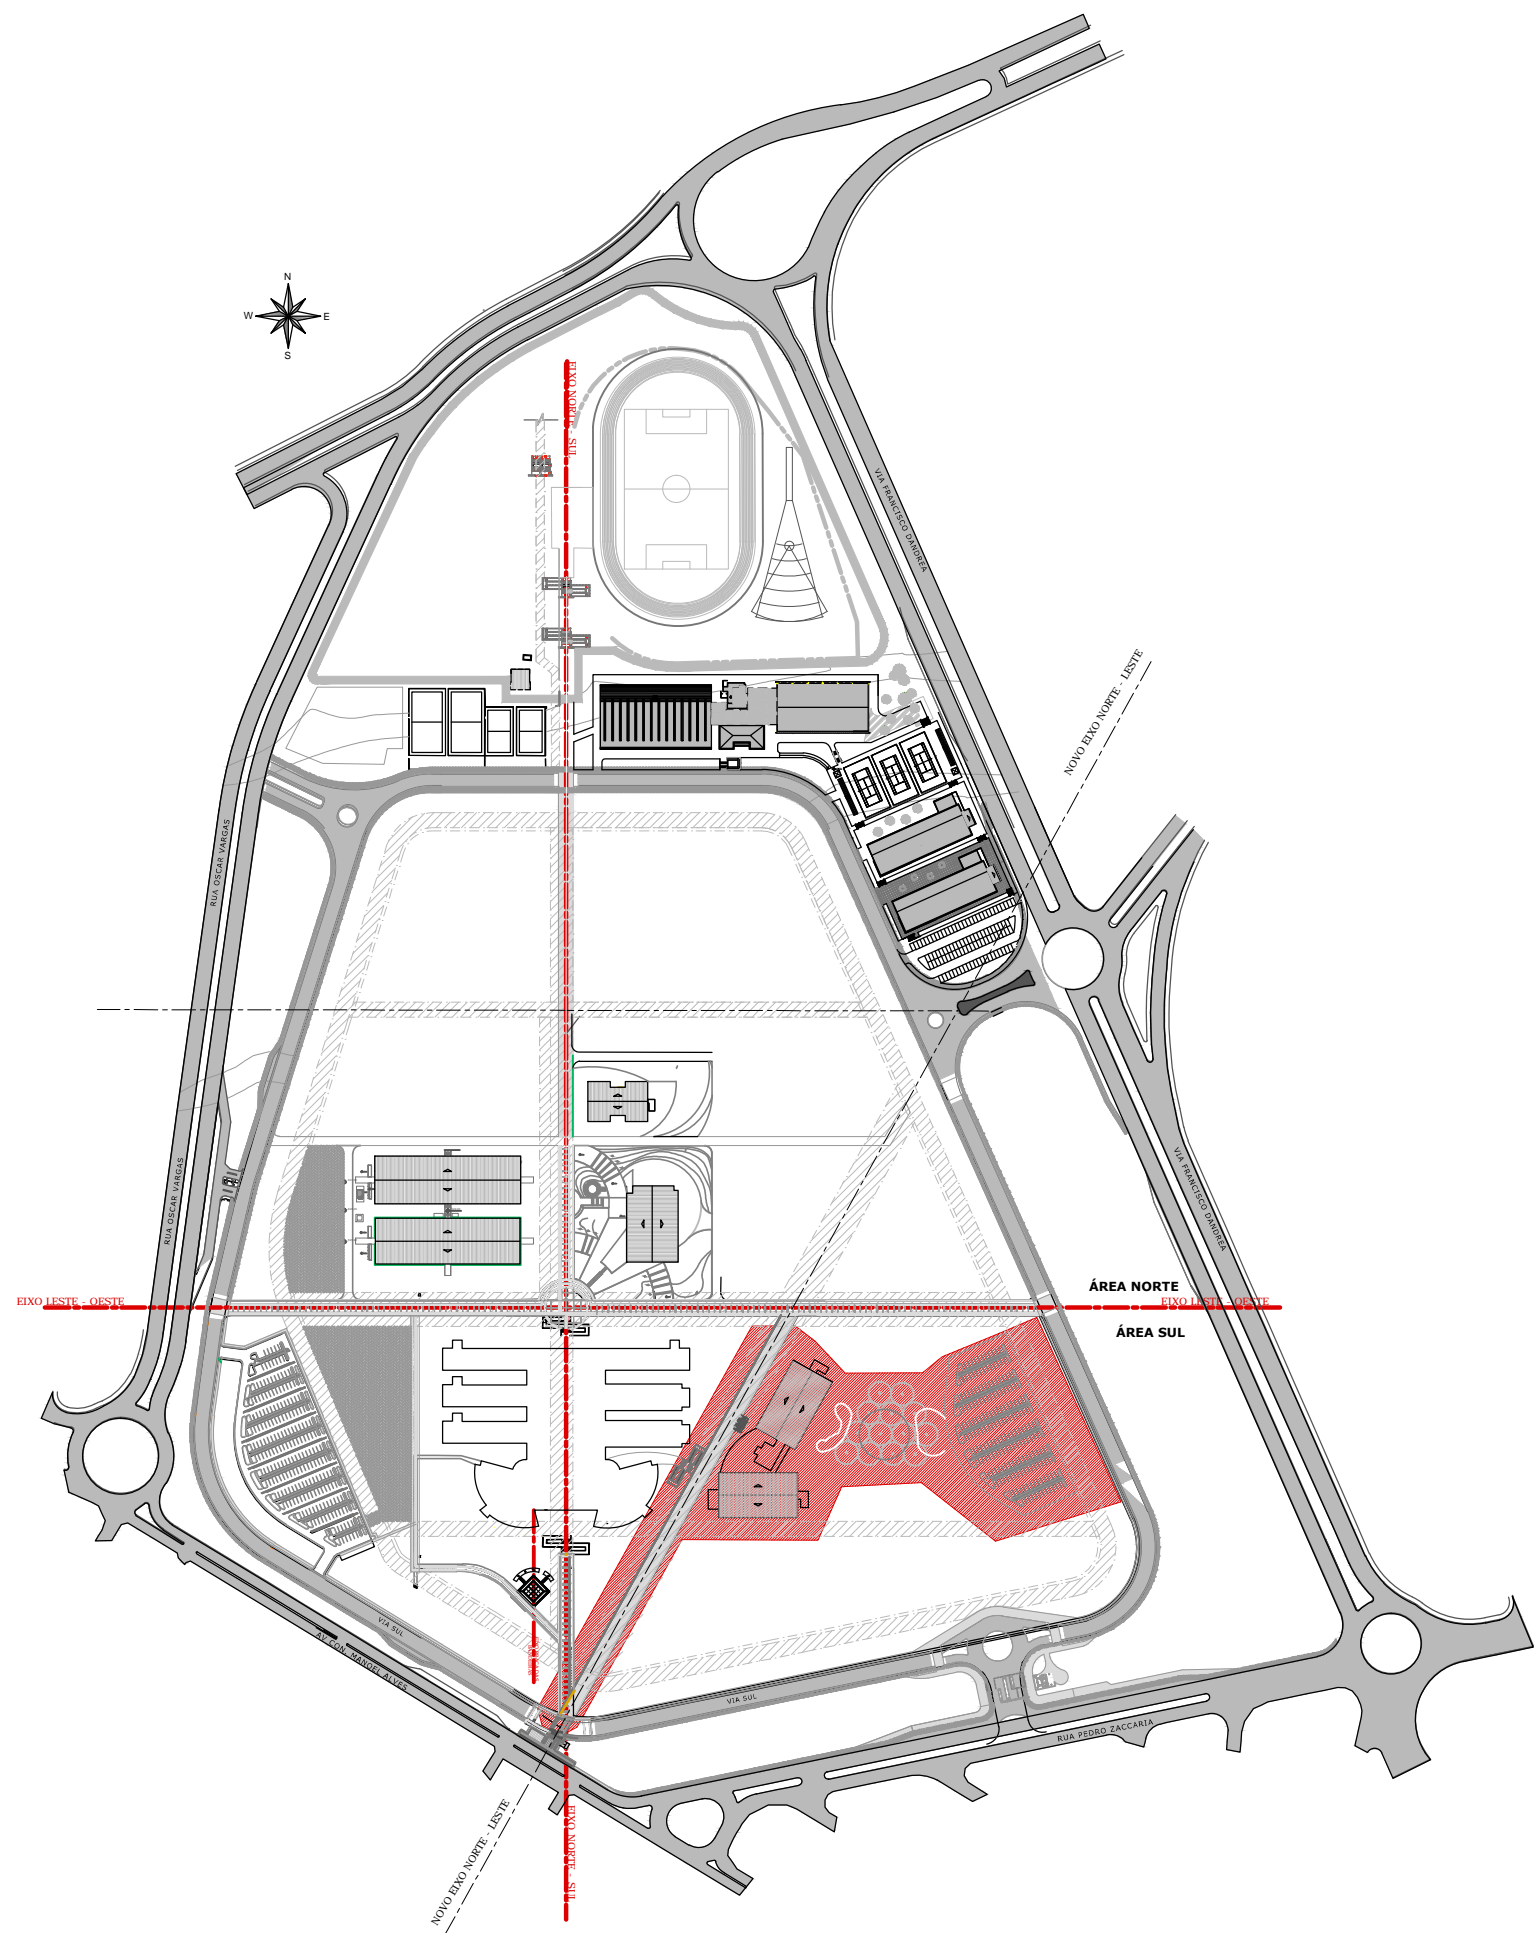 N
W E
S
EIXO NORTE - SUL
VIA FRANCISCO DANDREA
NOVO EIXO NORTE - LESTE
RUA OSCAR VARGAS
RUA OSCAR VARGAS
VIA FRANCISCO DANDREA
ÁREA NORTE
EIXO LESTE - OESTE
EIXO LESTE - OESTE
ÁREA SUL
VIA SUL
AV CON. MANOEL ALVES
VIA SUL
RUA PEDRO ZACCARIA
NOVO EIXO NORTE - LESTE
EIXO NORTE - SUL